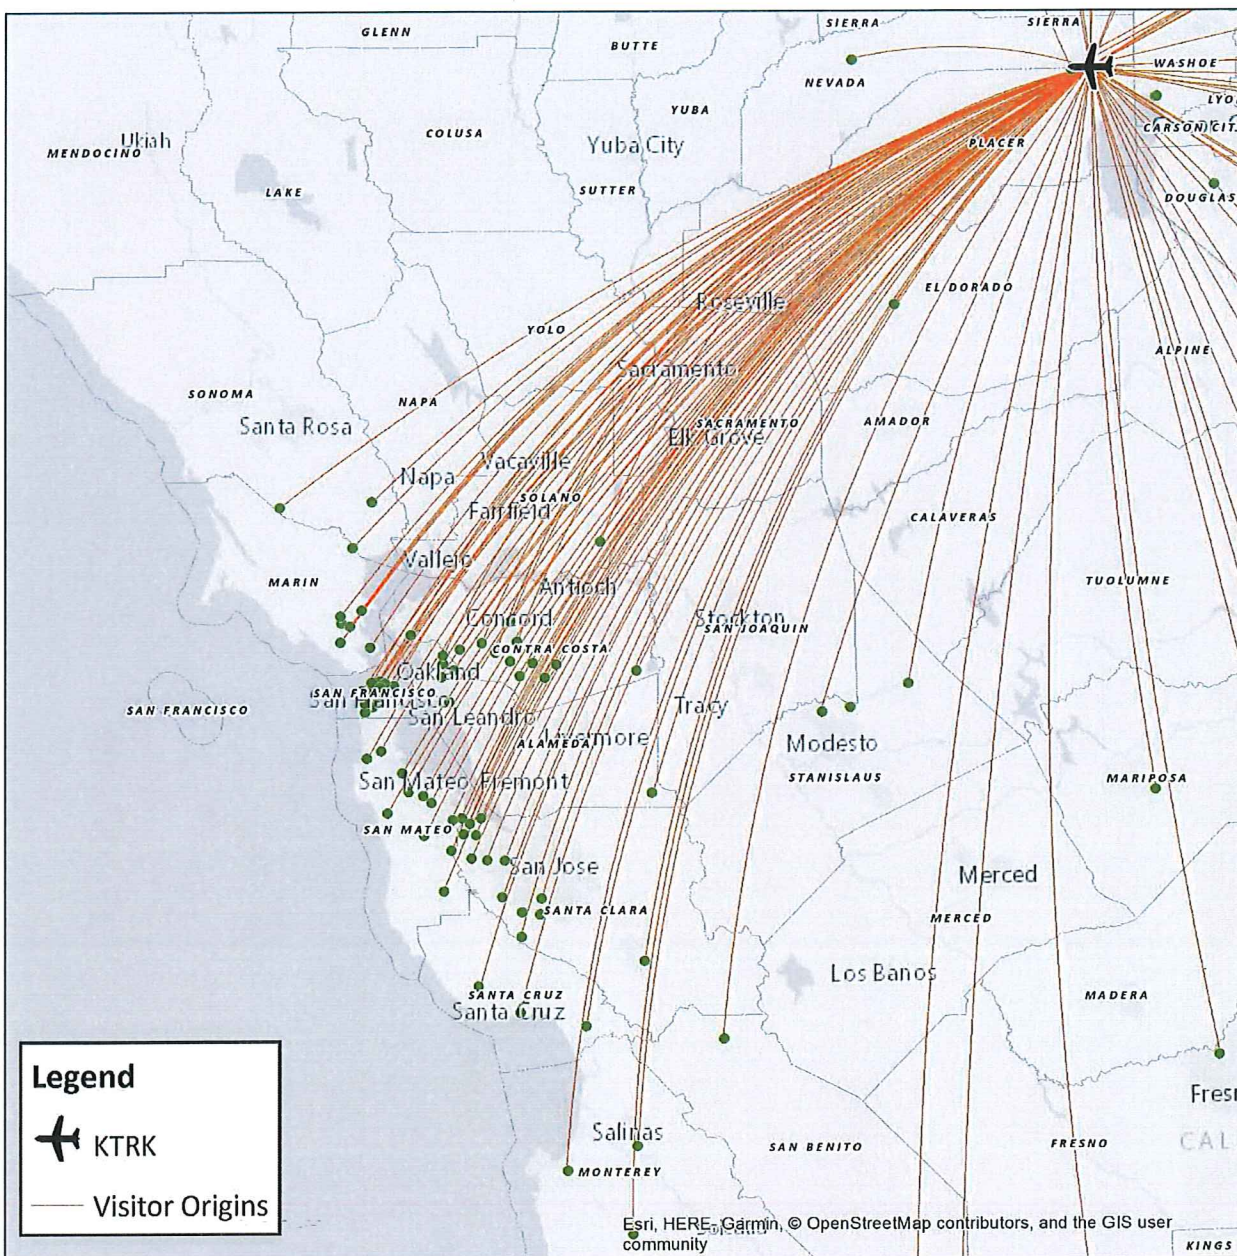 GLENN
BUTTE
SIERRA
SIERRA
NEVADA
WASHOE
YUBA
COLUSA
Ukiah
MENDOCINO
Yuba City
PLACER
LAKE
SUTTER
DOUGLAS
EL DORADO
Roseville
YOLO
ALPINE
Sacramento
SONOMA
NAPA
Santa Rosa
SACRAMENTO
Elk Grove
AMADOR
Napa
Vacaville
SOLANO
Fairfield
CALAVERAS
Vallejo
MARIN
Antioch
TUOLUMNE
Concord
Stockton
SAN JOAQUIN
CONTRA COSTA
Oakland
SAN FRANCISCO
San Francisco
SAN FRANCISCO
San Leandro
Tracy
ALAMEDA
Livermore
Modesto
San Mateo
Fremont
STANISLAUS
MARIPOSA
SAN MATEO
San Jose
Merced
SANTA CLARA
MERCED
Los Banos
SANTA CRUZ
Santa Cruz
MADERA
Salinas
MONTEREY
SAN BENITO
FRESNO
CAL
KINGS
Legend
KTRK
Visitor Origins
Esri, HERE, Garmin, © OpenStreetMap contributors, and the GIS user
community